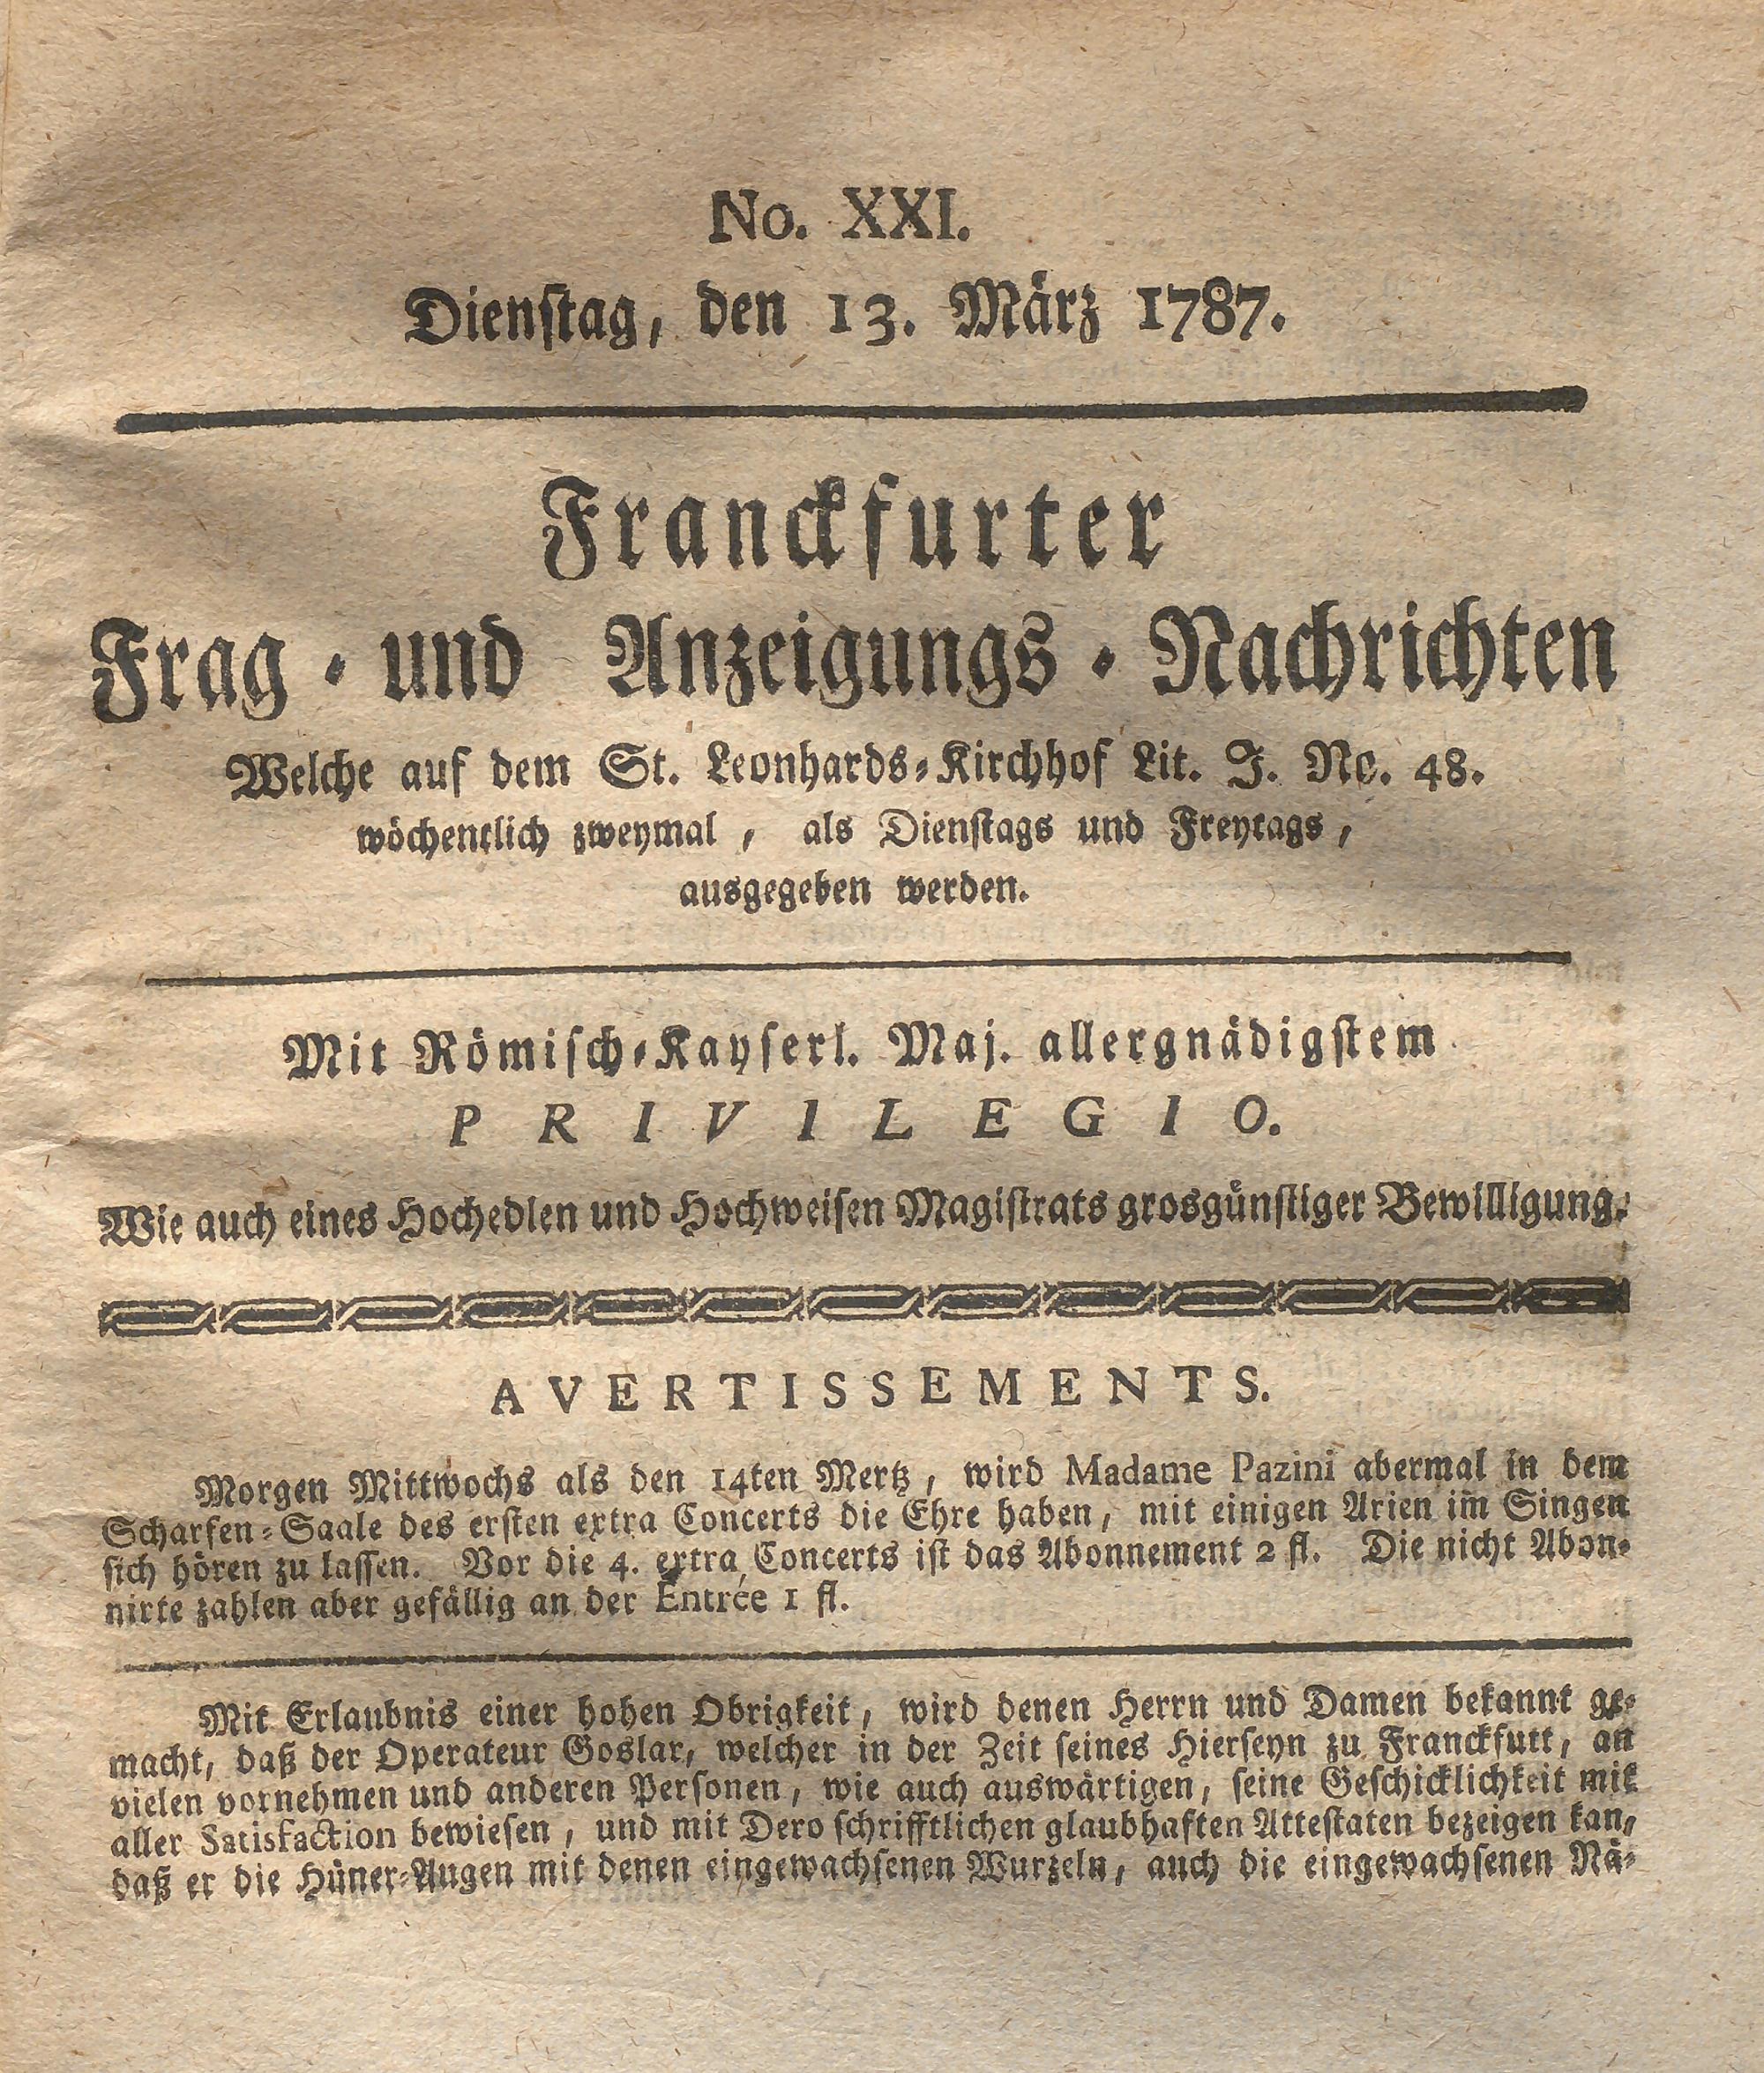 No. XXI.
Dienſtag, den 13. März 1787.
Franckfurter
Frag⸗ und Anzeigungs⸗Nachrichten
Welche auf dem St. Leonhards⸗Kirchhof Lit. J. No. 48.
wöchentlich zweymal, als Dienſtags und Freytags,
ausgegeben werden.
Mit Römiſch⸗Kayſerl. Maj. allergnädigſtem
PRIVILEGIO.
Wie auch eines Hochedlen und Hochweiſen Magiſtrats grosgünſtiger Bewilligung.
AVERTISSEMENTS.
Morgen Mittwochs als den 14ten Mertz, wird Madame Pazini abermal in dem
Scharfen⸗Saale des erſten extra Concerts die Ehre haben, mit einigen Arien im Singen
ſich hören zu laſſen. Vor die 4. extra Concerts iſt das Abonnement 2 fl. Die nicht Abon⸗
nirte zahlen aber gefällig an der Entrée 1 fl.
Mit Erlaubnis einer hohen Obrigkeit, wird denen Herrn und Damen bekannt ge⸗
macht, daß der Operateur Goslar, welcher in der Zeit ſeines Hierſeyn zu Franckfutt, an
vielen vornehmen und anderen Perſonen, wie auch auswärtigen, ſeine Geſchicklichkeit mit
aller Satisfaction bewieſen, und mit Dero ſchrifftlichen glaubhaften Atteſtaten bezeigen kan,
daß er die Hüner⸗Augen mit denen eingewachſenen Wurzeln, auch die eingewachſenen Nä⸗